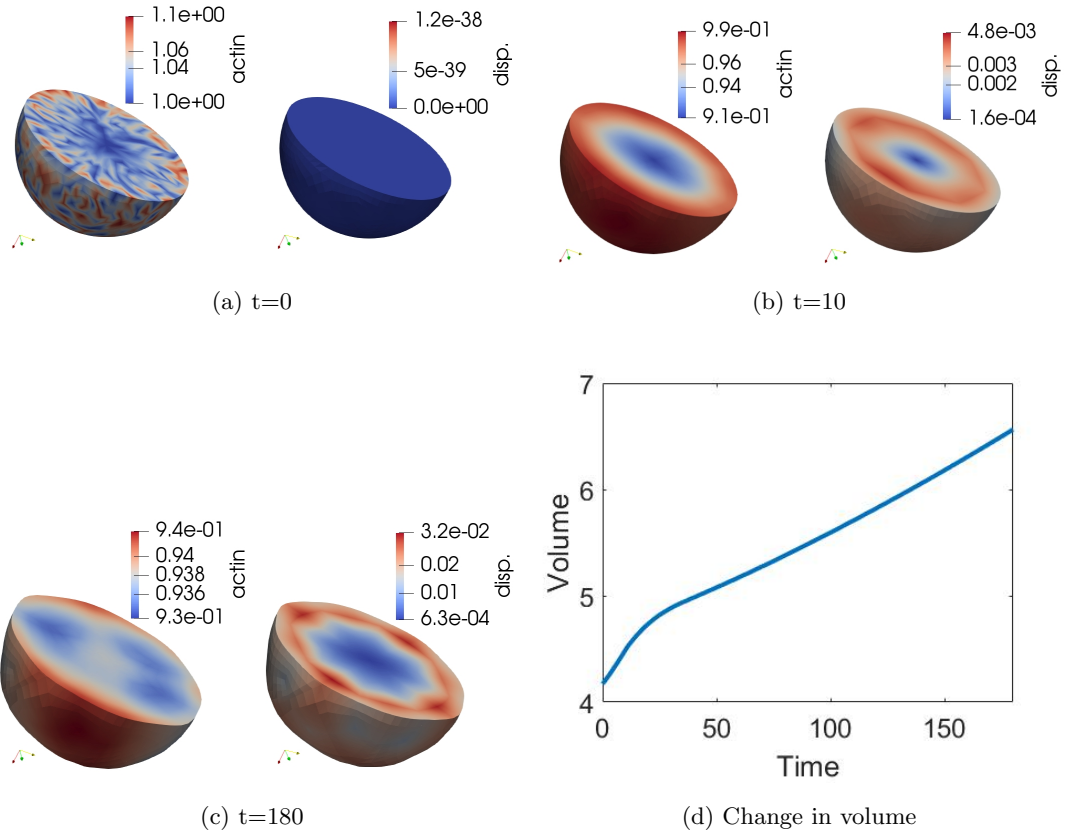 1.1e+00
1.06
1.04
1.0e+00
actin
1.2e-38
5e-39
0.0e+00
disp.
9.9e-01
0.96
0.94
9.1e-01
actin
4.8e-03
0.003
0.002
1.6e-04
disp.
(a) t=0
(b) t=10
9.4e-01
0.94
0.938
0.936
9.3e-01
actin
3.2e-02
0.02
0.01
6.3e-04
disp.
(c) t=180
7
6
5
4
Volume
0 50 100 150
Time
(d) Change in volume